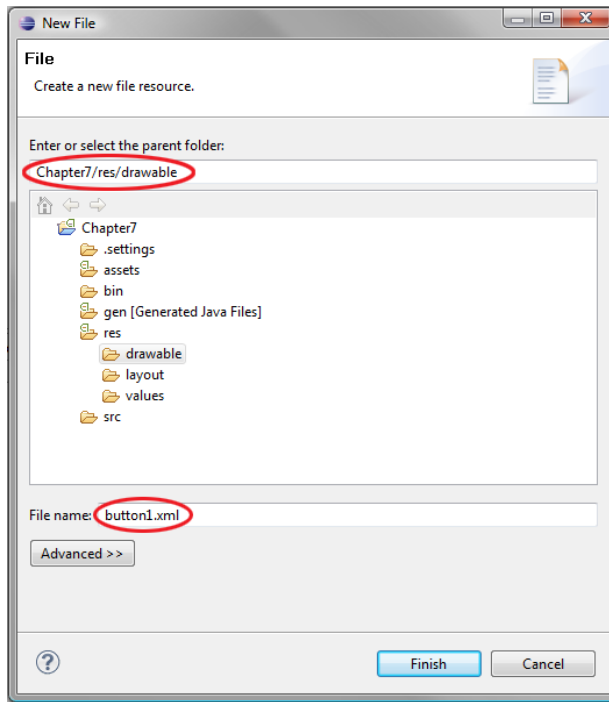 New File
File
Create a new file resource.
Enter or select the parent folder:
Chapter7/res/drawable
Chapter7
.settings
assets
bin
gen [Generated Java Files]
res
drawable
layout
values
src
File name: button1.xml
Advanced >>
?
Finish Cancel